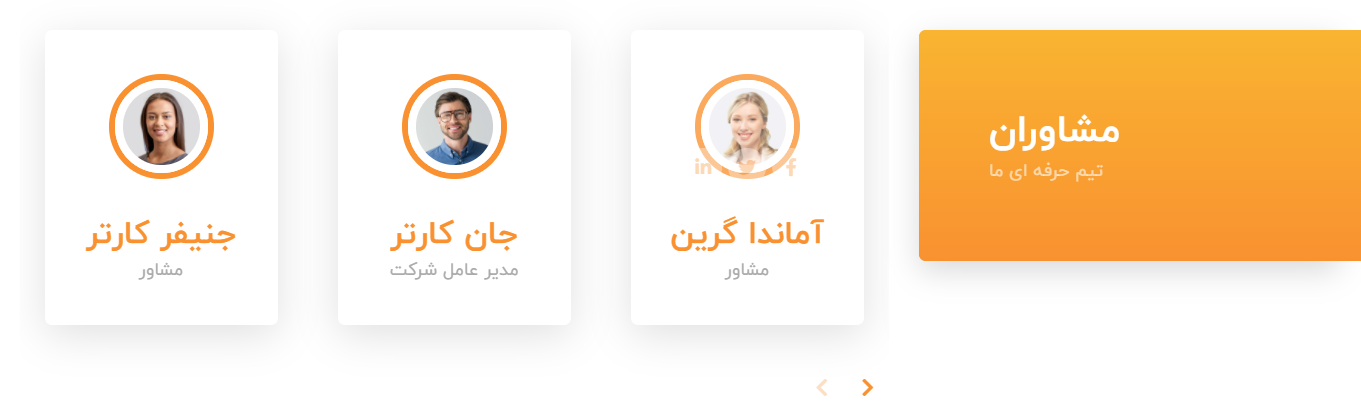 مشاوران
تیم حرفه ای ما
آماندا گرین
مشاور
جان کارتر
مدیر عامل شرکت
جنیفر کارتر
مشاور